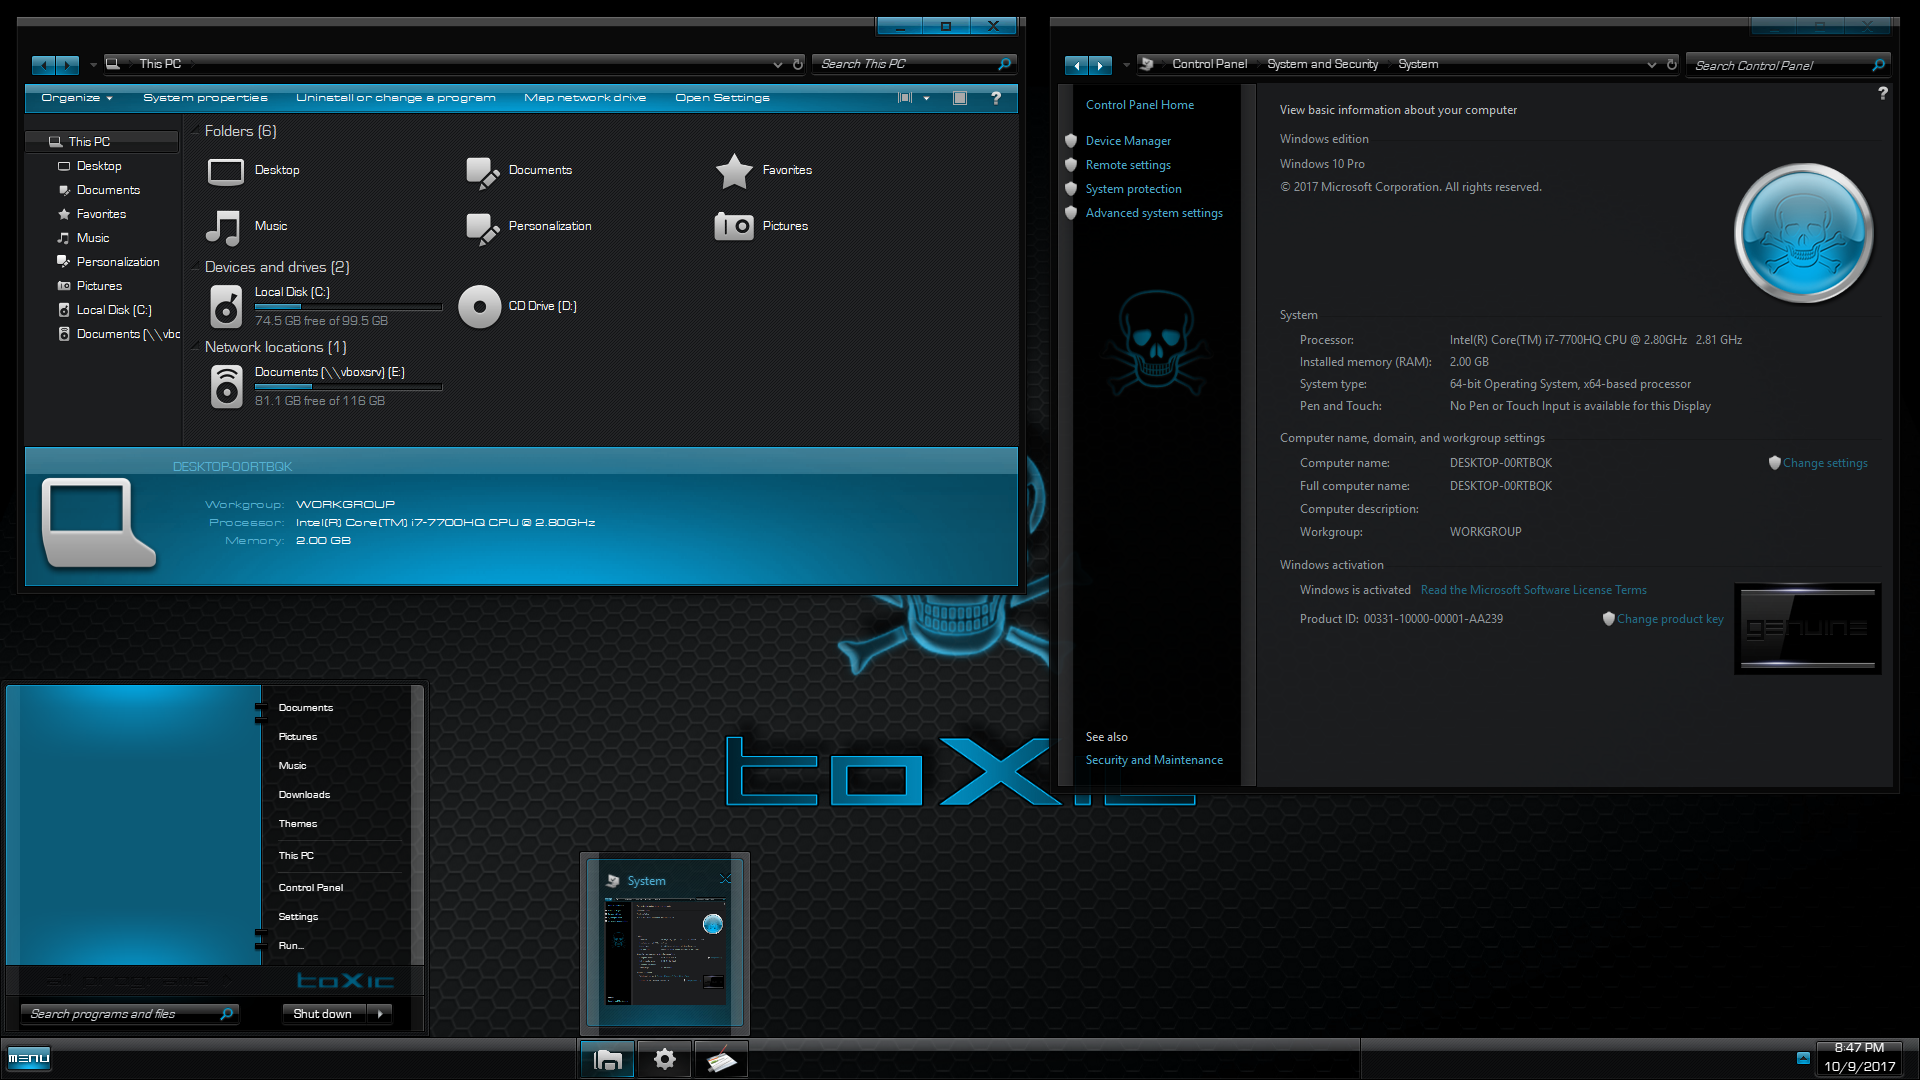 This PC
Search This PC
Organize
System properties
Uninstall or change a program
Map network drive
Open Settings
?
This PC
Desktop
Documents
Favorites
Music
Personalization
Pictures
Local Disk (C:)
Documents (\\vbo
Folders (6)
Desktop
Documents
Favorites
Music
Personalization
Pictures
Devices and drives (2)
Local Disk (C:)
74.5 GB free of 99.5 GB
CD Drive (D:)
Network locations (1)
Documents (\\vboxsrv) (E:)
81.1 GB free of 116 GB
DESKTOP-00RTBQK
Workgroup: WORKGROUP
Processor: Intel(R) Core(TM) i7-7700HQ CPU @ 2.80GHz
Memory: 2.00 GB
Control Panel
System and Security
System
Search Control Panel
?
Control Panel Home
Device Manager
Remote settings
System protection
Advanced system settings
See also
Security and Maintenance
View basic information about your computer
Windows edition
Windows 10 Pro
© 2017 Microsoft Corporation. All rights reserved.
System
Processor: Intel(R) Core(TM) i7-7700HQ CPU @ 2.80GHz 2.81 GHz
Installed memory (RAM): 2.00 GB
System type: 64-bit Operating System, x64-based processor
Pen and Touch: No Pen or Touch Input is available for this Display
Computer name, domain, and workgroup settings
Computer name: DESKTOP-00RTBQK
Change settings
Full computer name: DESKTOP-00RTBQK
Computer description:
Workgroup: WORKGROUP
Windows activation
Windows is activated Read the Microsoft Software License Terms
Product ID: 00331-10000-00001-AA239
Change product key
genuine
toXic
Documents
Pictures
Music
Downloads
Themes
This PC
Control Panel
Settings
Run...
all programs
toXic
Search programs and files
Shut down
System
menu
8:47 PM
10/9/2017